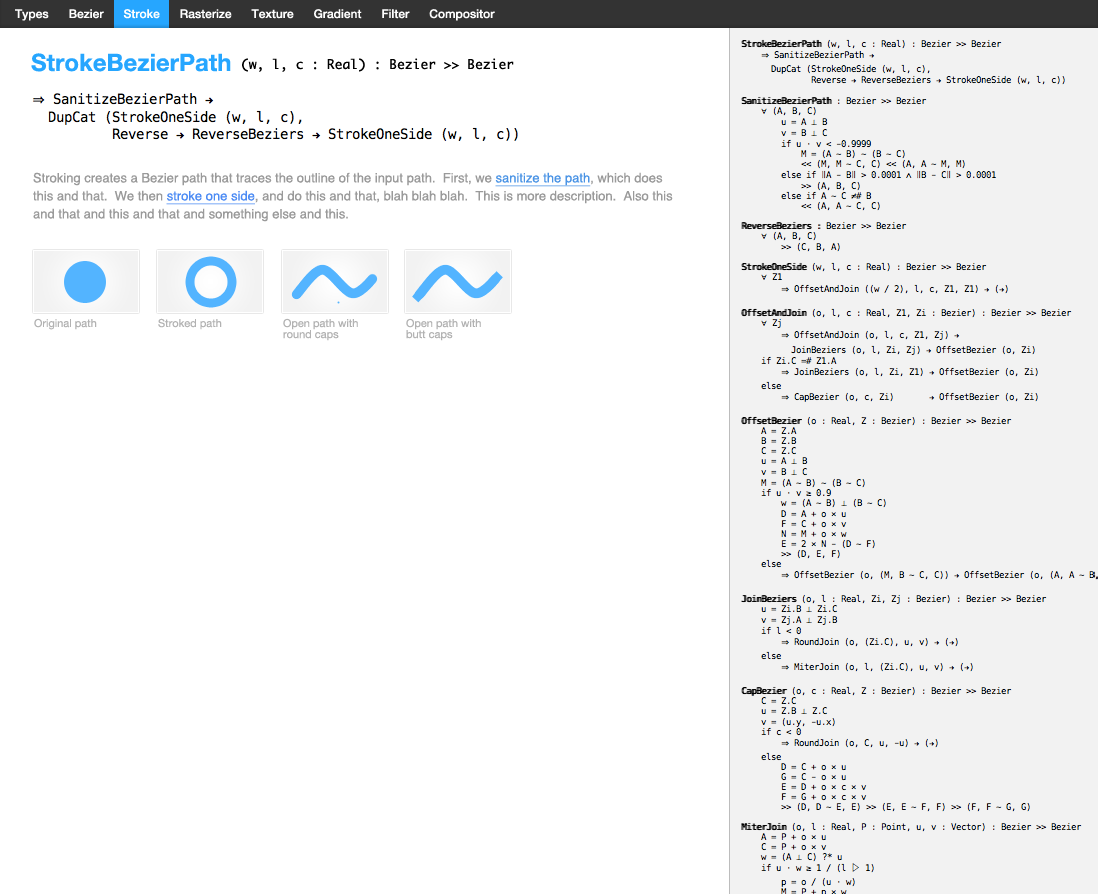 Types Bezier Stroke Rasterize Texture Gradient Filter Compositor
StrokeBezierPath (w, l, c : Real) : Bezier >> Bezier
⇒ SanitizeBezierPath →
DupCat (StrokeOneSide (w, l, c),
Reverse → ReverseBeziers → StrokeOneSide (w, l, c))
Stroking creates a Bezier path that traces the outline of the input path. First, we sanitize the path, which does
this and that. We then stroke one side, and do this and that, blah blah blah. This is more description. Also this
and that and this and that and something else and this.
Original path
Stroked path
Open path with
round caps
Open path with
butt caps
StrokeBezierPath (w, l, c : Real) : Bezier >> Bezier
⇒ SanitizeBezierPath →
DupCat (StrokeOneSide (w, l, c),
Reverse → ReverseBeziers → StrokeOneSide (w, l, c))
SanitizeBezierPath : Bezier >> Bezier
∀ (A, B, C)
u = A ⊥ B
v = B ⊥ C
if u · v < -0.9999
M = (A ~ B) ~ (B ~ C)
<< (M, M ~ C, C) << (A, A ~ M, M)
else if ‖A - B‖ > 0.0001 ∧ ‖B - C‖ > 0.0001
>> (A, B, C)
else if A ~ C ≠# B
<< (A, A ~ C, C)
ReverseBeziers : Bezier >> Bezier
∀ (A, B, C)
>> (C, B, A)
StrokeOneSide (w, l, c : Real) : Bezier >> Bezier
∀ Z1
⇒ OffsetAndJoin ((w / 2), l, c, Z1, Z1) → (→)
OffsetAndJoin (o, l, c : Real, Z1, Zi : Bezier) : Bezier >> Bezier
∀ Zj
⇒ OffsetAndJoin (o, l, c, Z1, Zj) →
JoinBeziers (o, l, Zi, Zj) → OffsetBezier (o, Zi)
if Zi.C =# Z1.A
⇒ JoinBeziers (o, l, Zi, Z1) → OffsetBezier (o, Zi)
else
⇒ CapBezier (o, c, Zi) → OffsetBezier (o, Zi)
OffsetBezier (o : Real, Z : Bezier) : Bezier >> Bezier
A = Z.A
B = Z.B
C = Z.C
u = A ⊥ B
v = B ⊥ C
M = (A ~ B) ~ (B ~ C)
if u · v ≥ 0.9
w = (A ~ B) ⊥ (B ~ C)
D = A + o × u
F = C + o × v
N = M + o × w
E = 2 × N - (D ~ F)
>> (D, E, F)
else
⇒ OffsetBezier (o, (M, B ~ C, C)) → OffsetBezier (o, (A, A ~ B,
JoinBeziers (o, l : Real, Zi, Zj : Bezier) : Bezier >> Bezier
u = Zi.B ⊥ Zi.C
v = Zj.A ⊥ Zj.B
if l < 0
⇒ RoundJoin (o, (Zi.C), u, v) → (→)
else
⇒ MiterJoin (o, l, (Zi.C), u, v) → (→)
CapBezier (o, c : Real, Z : Bezier) : Bezier >> Bezier
C = Z.C
u = Z.B ⊥ Z.C
v = (u.y, -u.x)
if c < 0
⇒ RoundJoin (o, C, u, -u) → (→)
else
D = C + o × u
G = C - o × u
E = D + o × c × v
F = G + o × c × v
>> (D, D ~ E, E) >> (E, E ~ F, F) >> (F, F ~ G, G)
MiterJoin (o, l : Real, P : Point, u, v : Vector) : Bezier >> Bezier
A = P + o × u
C = P + o × v
w = (A ⊥ C) ?* u
if u · w ≥ 1 / (l ▷ 1)
p = o / (u · w)
M = P + p × w